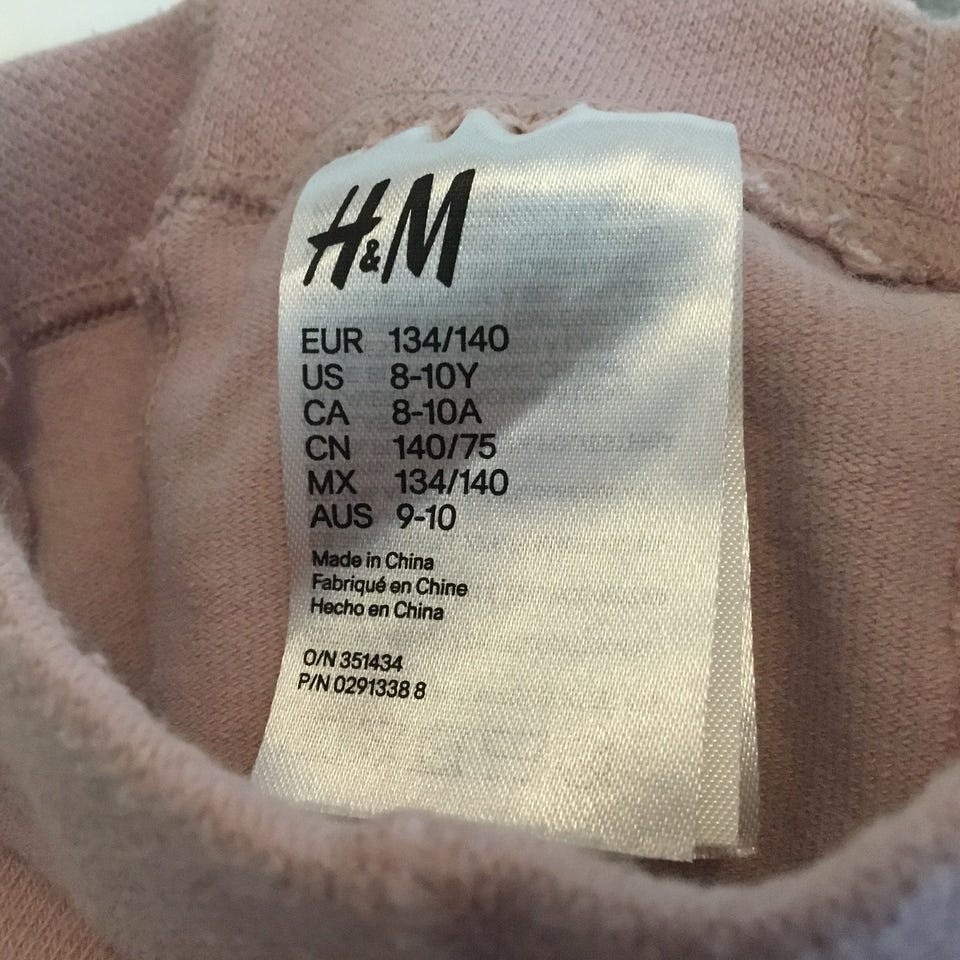 H&M
EUR 134/140
US 8-10Y
CA 8-10A
CN 140/75
MX 134/140
AUS 9-10
Made in China
Fabriqué en Chine
Hecho en China
O/N 351434
P/N 0291338 8